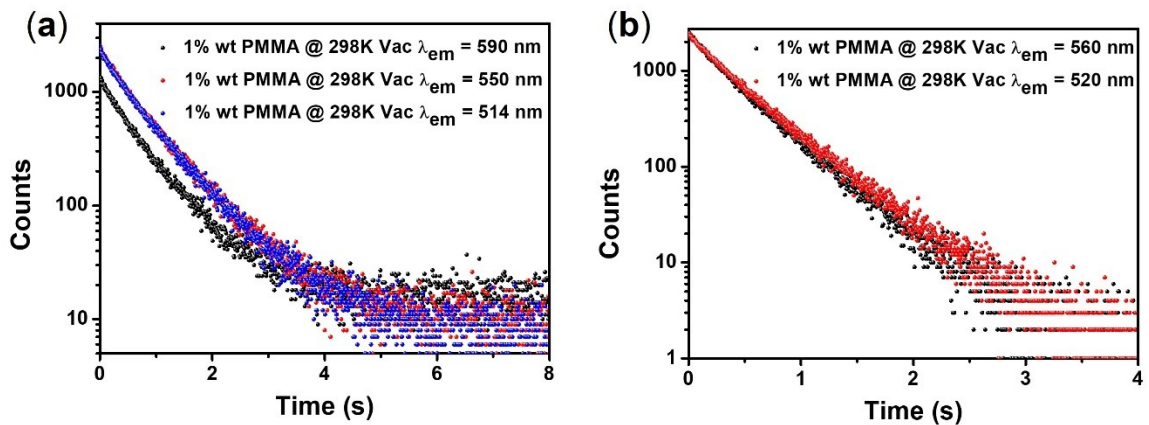 (a)
1% wt PMMA @ 298K Vac λem = 590 nm
1% wt PMMA @ 298K Vac λem = 550 nm
1% wt PMMA @ 298K Vac λem = 514 nm
1000
100
10
Counts
0 2 4 6 8
Time (s)
(b)
1% wt PMMA @ 298K Vac λem = 560 nm
1% wt PMMA @ 298K Vac λem = 520 nm
1000
100
10
1
Counts
0 1 2 3 4
Time (s)